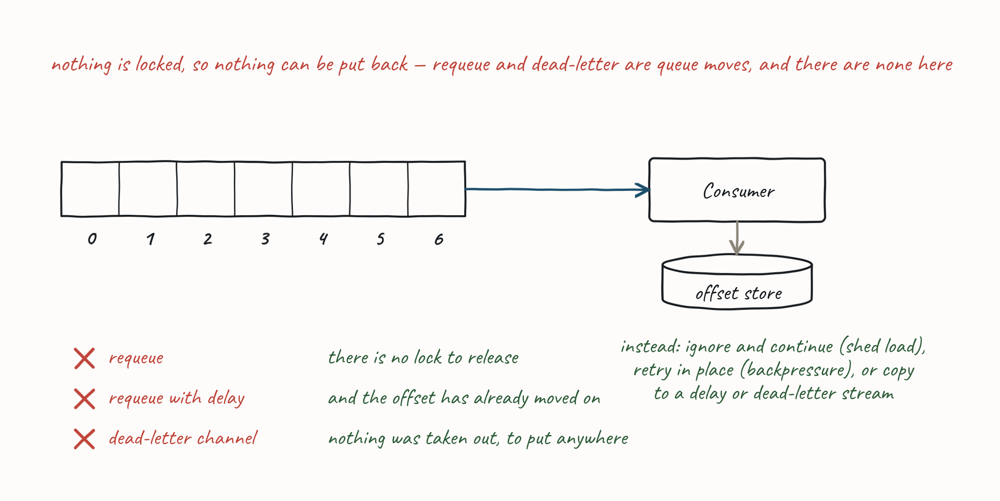 nothing is locked, so nothing can be put back — requeue and dead-letter are queue moves, and there are none here
Consumer
0 1 2 3 4 5 6
offset store
requeue
there is no lock to release
requeue with delay
and the offset has already moved on
dead-letter channel
nothing was taken out, to put anywhere
instead: ignore and continue (shed load),
retry in place (backpressure), or copy
to a delay or dead-letter stream